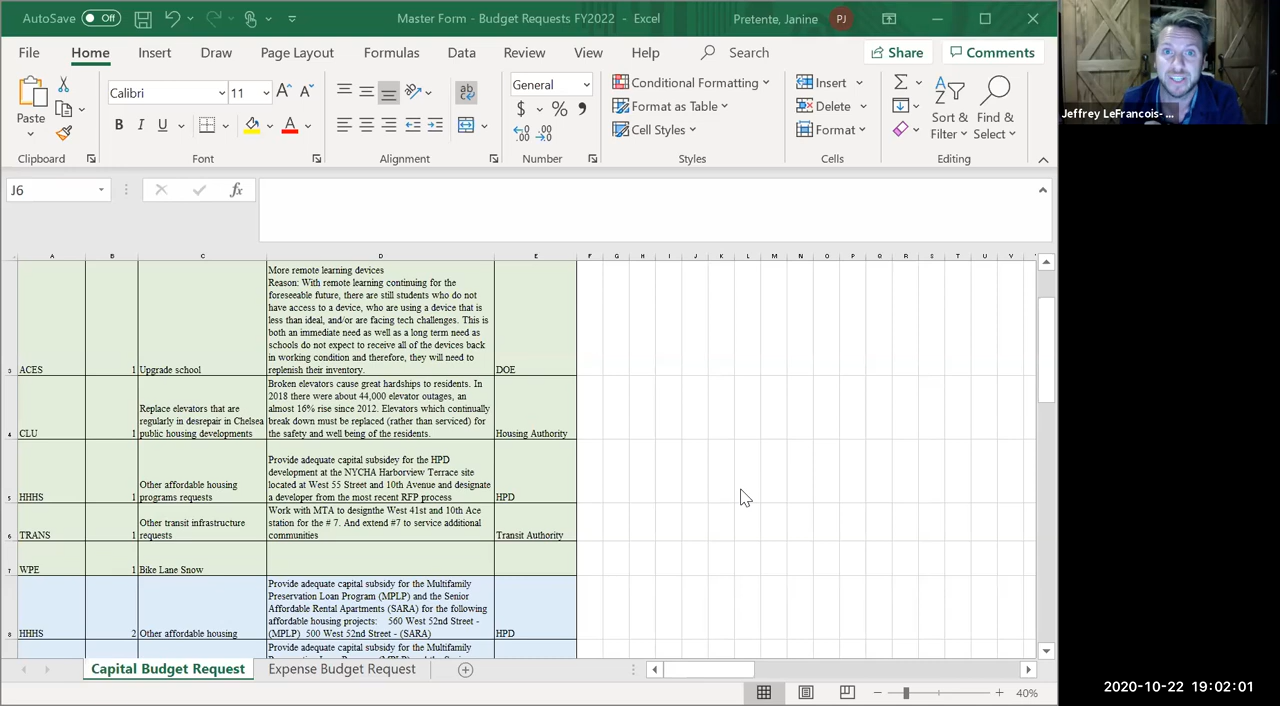 AutoSave Off Master Form - Budget Requests FY2022 - Excel Pretente, Janine PJ
File Home Insert Draw Page Layout Formulas Data Review View Help Search Share Comments
Paste
Clipboard
Calibri 11
B I U
Font
Alignment
General
$ % ,
Number
Conditional Formatting
Format as Table
Cell Styles
Styles
Insert
Delete
Format
Cells
Sort & Filter
Find & Select
Editing
Jeffrey LeFrancois- ...
J6 fx
A B C D E F G H I J K L M N O P Q R S T U V
More remote learning devices
Reason: With remote learning continuing for the
foreseeable future, there are still students who do not
have access to a device, who are using a device that is
less than ideal, and/or are facing tech challenges. This is
both an immediate need as well as a long term need as
schools do not expect to receive all of the devices back
in working condition and therefore, they will need to
replenish their inventory.
3 ACES 1 Upgrade school DOE
Broken elevators cause great hardships to residents. In
2018 there were about 44,000 elevator outages, an
almost 16% rise since 2012. Elevators which continually
break down must be replaced (rather than serviced) for
the safety and well being of the residents.
Replace elevators that are
regularly in desrepair in Chelsea
4 CLU 1 public housing developments Housing Authority
Provide adequate capital subsidey for the HPD
development at the NYCHA Harborview Terrace site
located at West 55 Street and 10th Avenue and designate
a developer from the most recent RFP process
Other affordable housing
5 HHHS 1 programs requests HPD
Work with MTA to designthe West 41st and 10th Ace
station for the # 7. And extend #7 to service additional
communities
Other transit infrastructure
6 TRANS 1 requests Transit Authority
7 WPE 1 Bike Lane Snow
Provide adequate capital subsidy for the Multifamily
Preservation Loan Program (MPLP) and the Senior
Affordable Rental Apartments (SARA) for the following
affordable housing projects: 560 West 52nd Street -
(MPLP) 500 West 52nd Street - (SARA)
8 HHHS 2 Other affordable housing HPD
Provide adequate capital subsidy for the Multifamily
Capital Budget Request Expense Budget Request
40%
2020-10-22 19:02:01